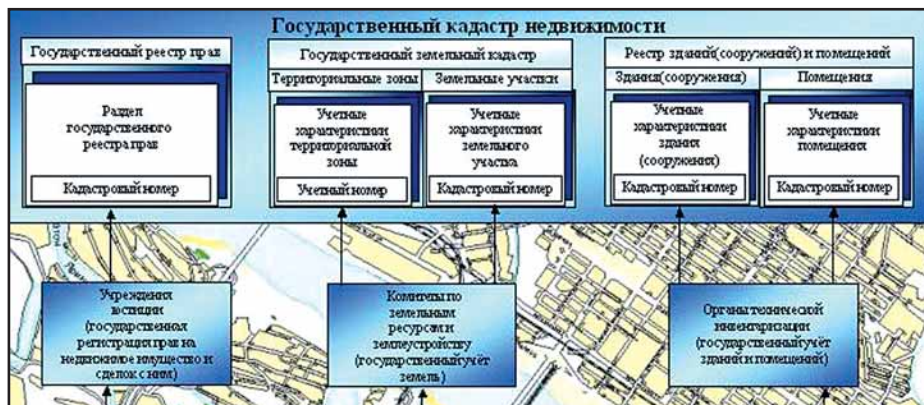 Государственный кадастр недвижимости
Государственный реестр прав
Раздел
государственного
реестра прав
Кадастровый номер
Государственный земельный кадастр
Территориальные зоны
Земельные участки
Учетные
характеристики
территориальной
зоны
Учетный номер
Учетные
характеристики
земельного
участка
Кадастровый номер
Реестр зданий(сооружений) и помещений
Здания(сооружения)
Помещения
Учетные
характеристики
здания
(сооружения)
Кадастровый номер
Учетные
характеристики
помещения
Кадастровый номер
Учреждения
юстиции
(государственная
регистрация прав на
недвижимое имущество и
сделок с ним)
Комитеты по
земельным
ресурсам и
землеустройству
(государственный учёт
земель)
Органы технической
инвентаризации
(государственный учёт
зданий и помещений)